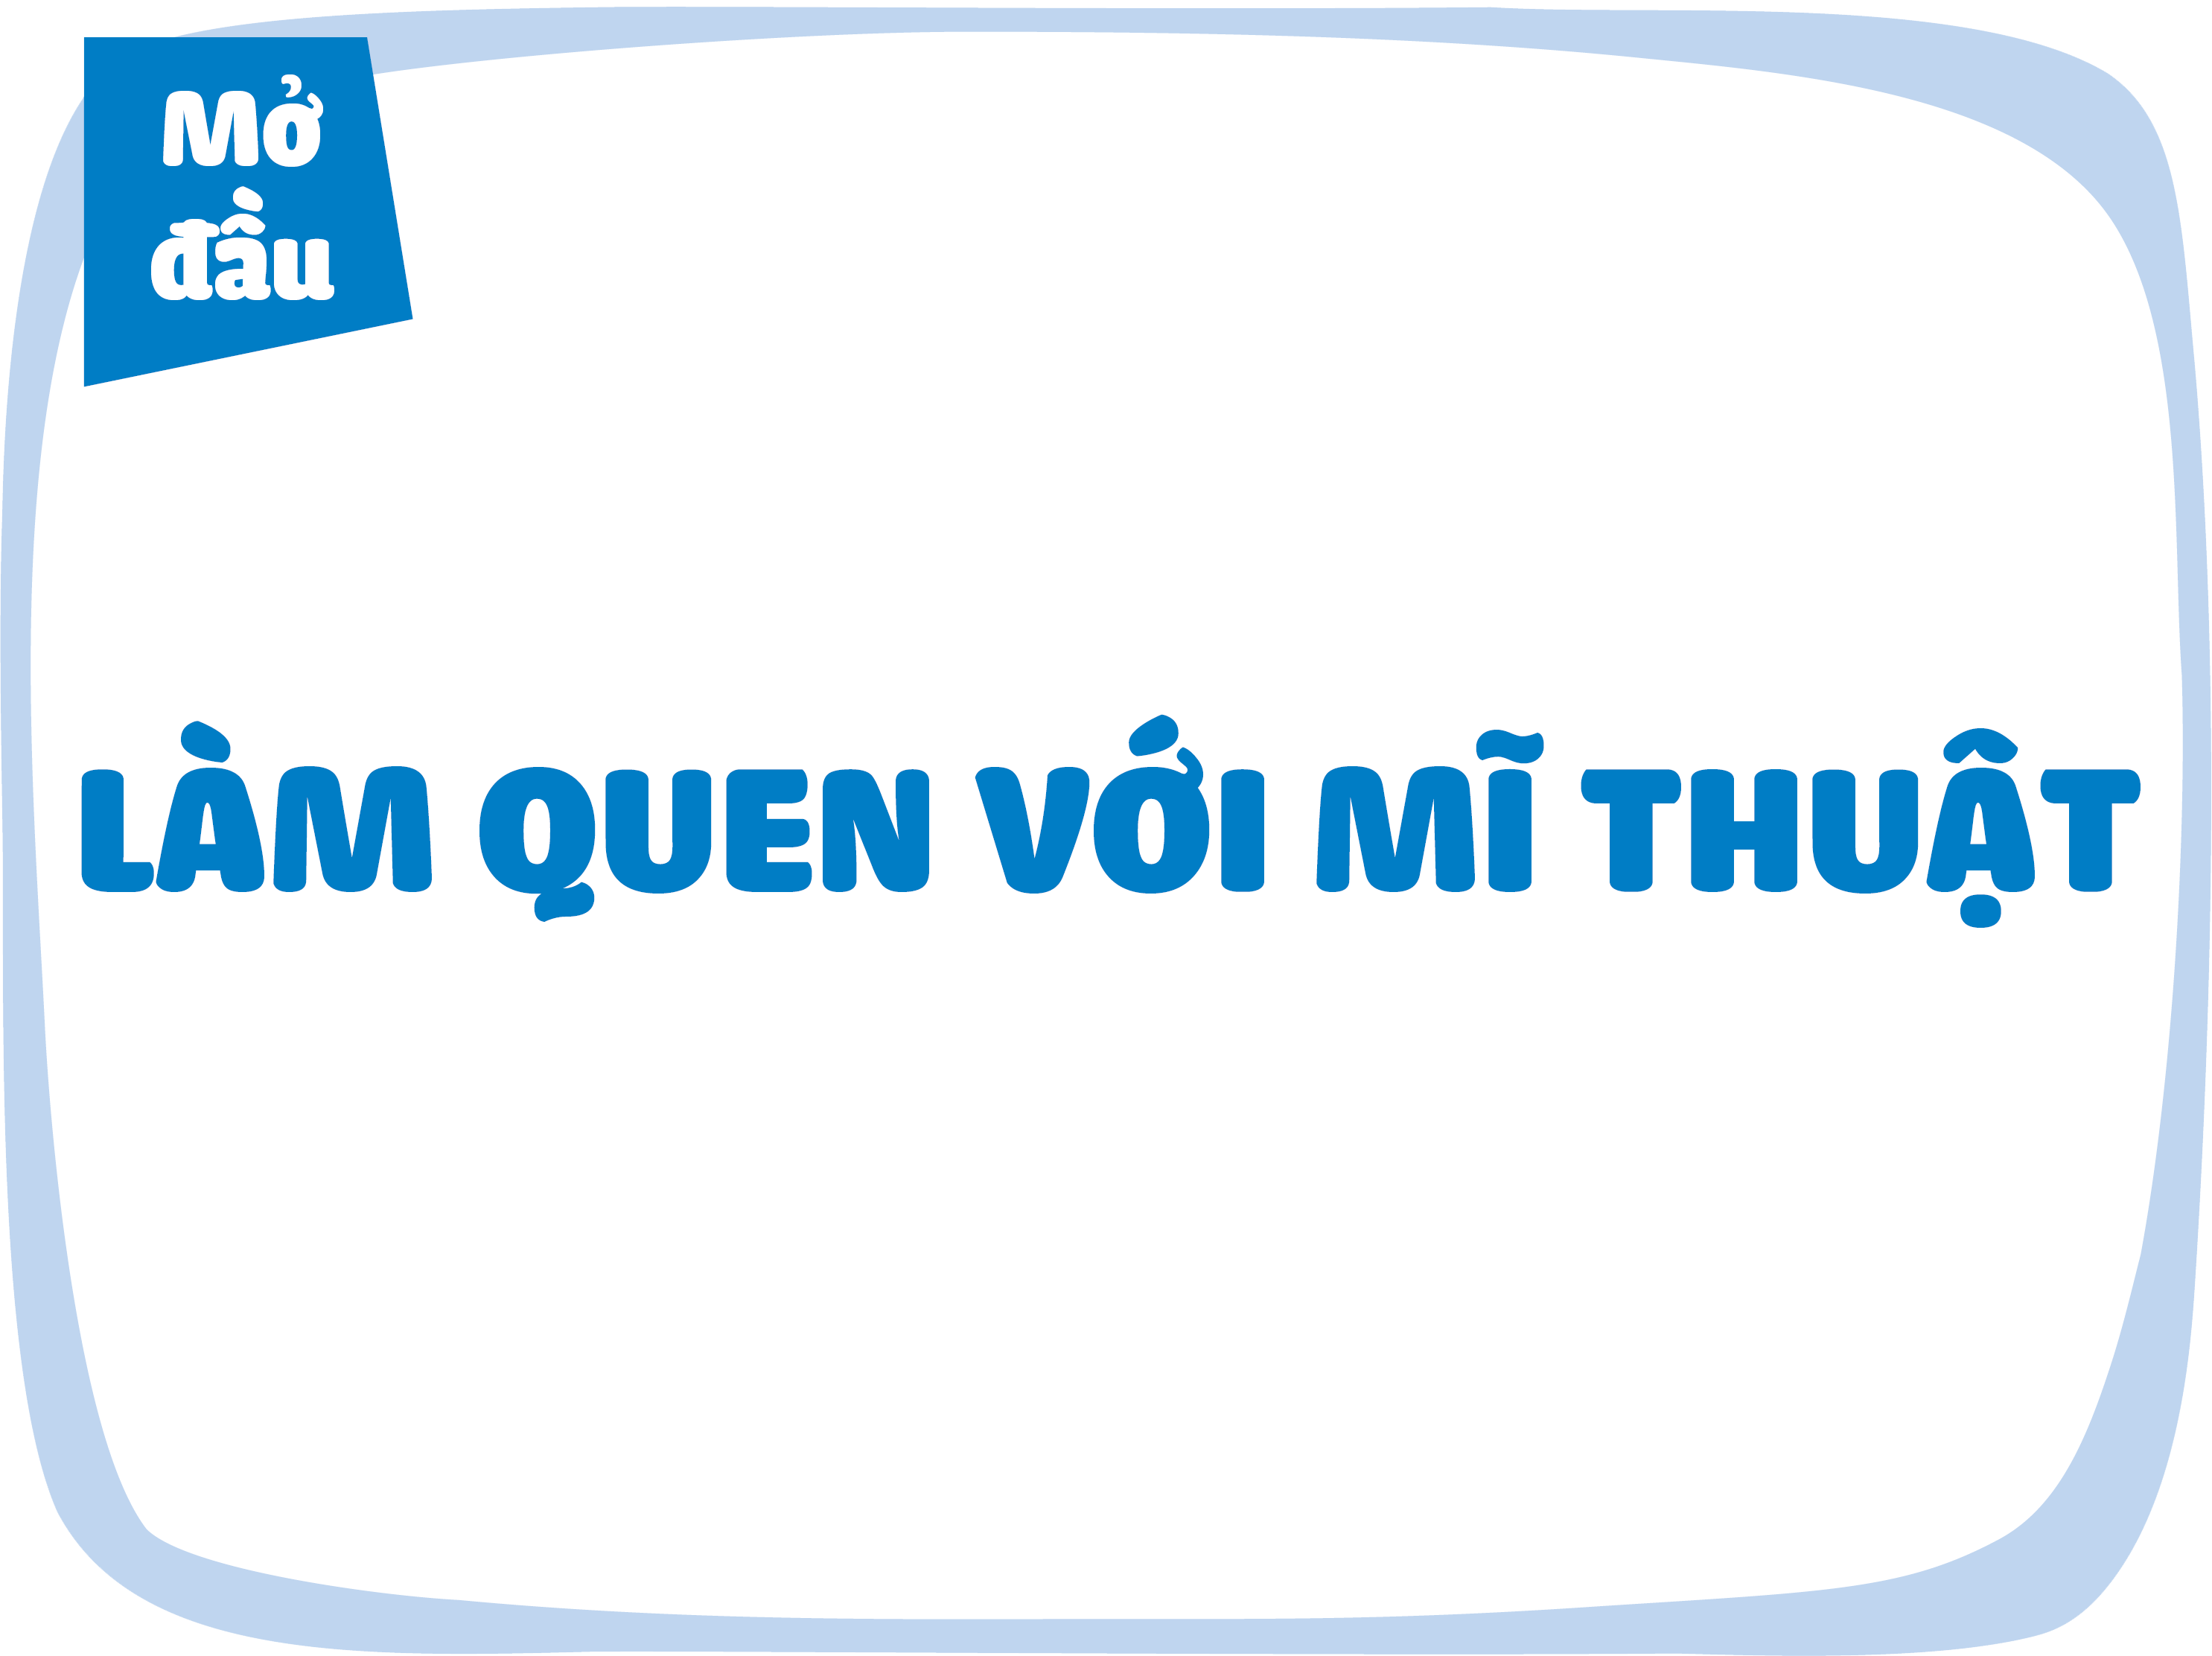 Mở
đầu
LÀM QUEN VỚI MĨ THUẬT